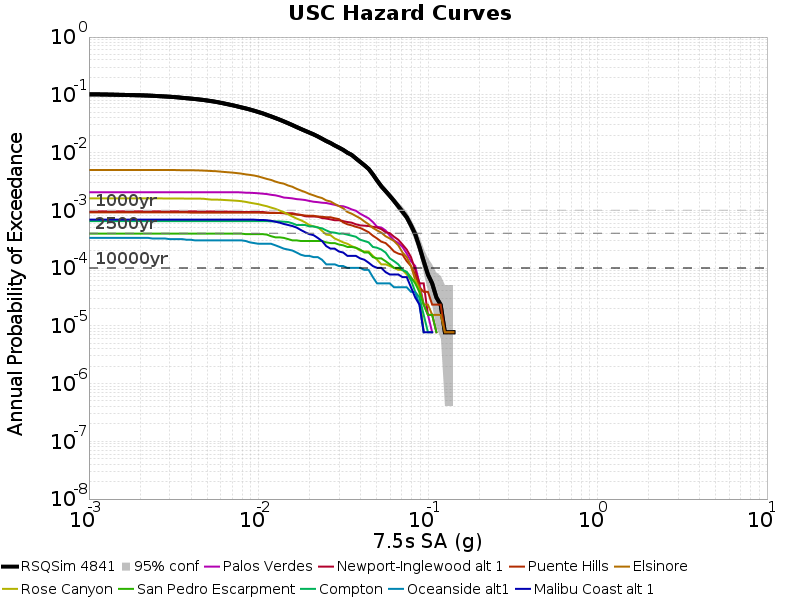 USC Hazard Curves
Annual Probability of Exceedance
10^0
10^-1
10^-2
10^-3
10^-4
10^-5
10^-6
10^-7
10^-8
1000yr
2500yr
10000yr
10^-3 10^-2 10^-1 10^0 10^1
7.5s SA (g)
RSQSim 4841 95% conf Palos Verdes Newport-Inglewood alt 1 Puente Hills Elsinore
Rose Canyon San Pedro Escarpment Compton Oceanside alt1 Malibu Coast alt 1